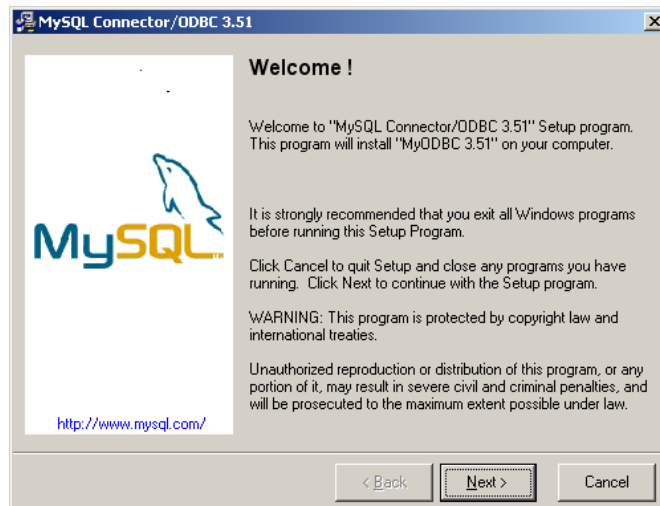 MySQL Connector/ODBC 3.51
Welcome !
Welcome to "MySQL Connector/ODBC 3.51" Setup program.
This program will install "MyODBC 3.51" on your computer.
It is strongly recommended that you exit all Windows programs
before running this Setup Program.
Click Cancel to quit Setup and close any programs you have
running. Click Next to continue with the Setup program.
WARNING: This program is protected by copyright law and
international treaties.
Unauthorized reproduction or distribution of this program, or any
portion of it, may result in severe civil and criminal penalties, and
will be prosecuted to the maximum extent possible under law.
MySQL™
http://www.mysql.com/
< Back
Next >
Cancel